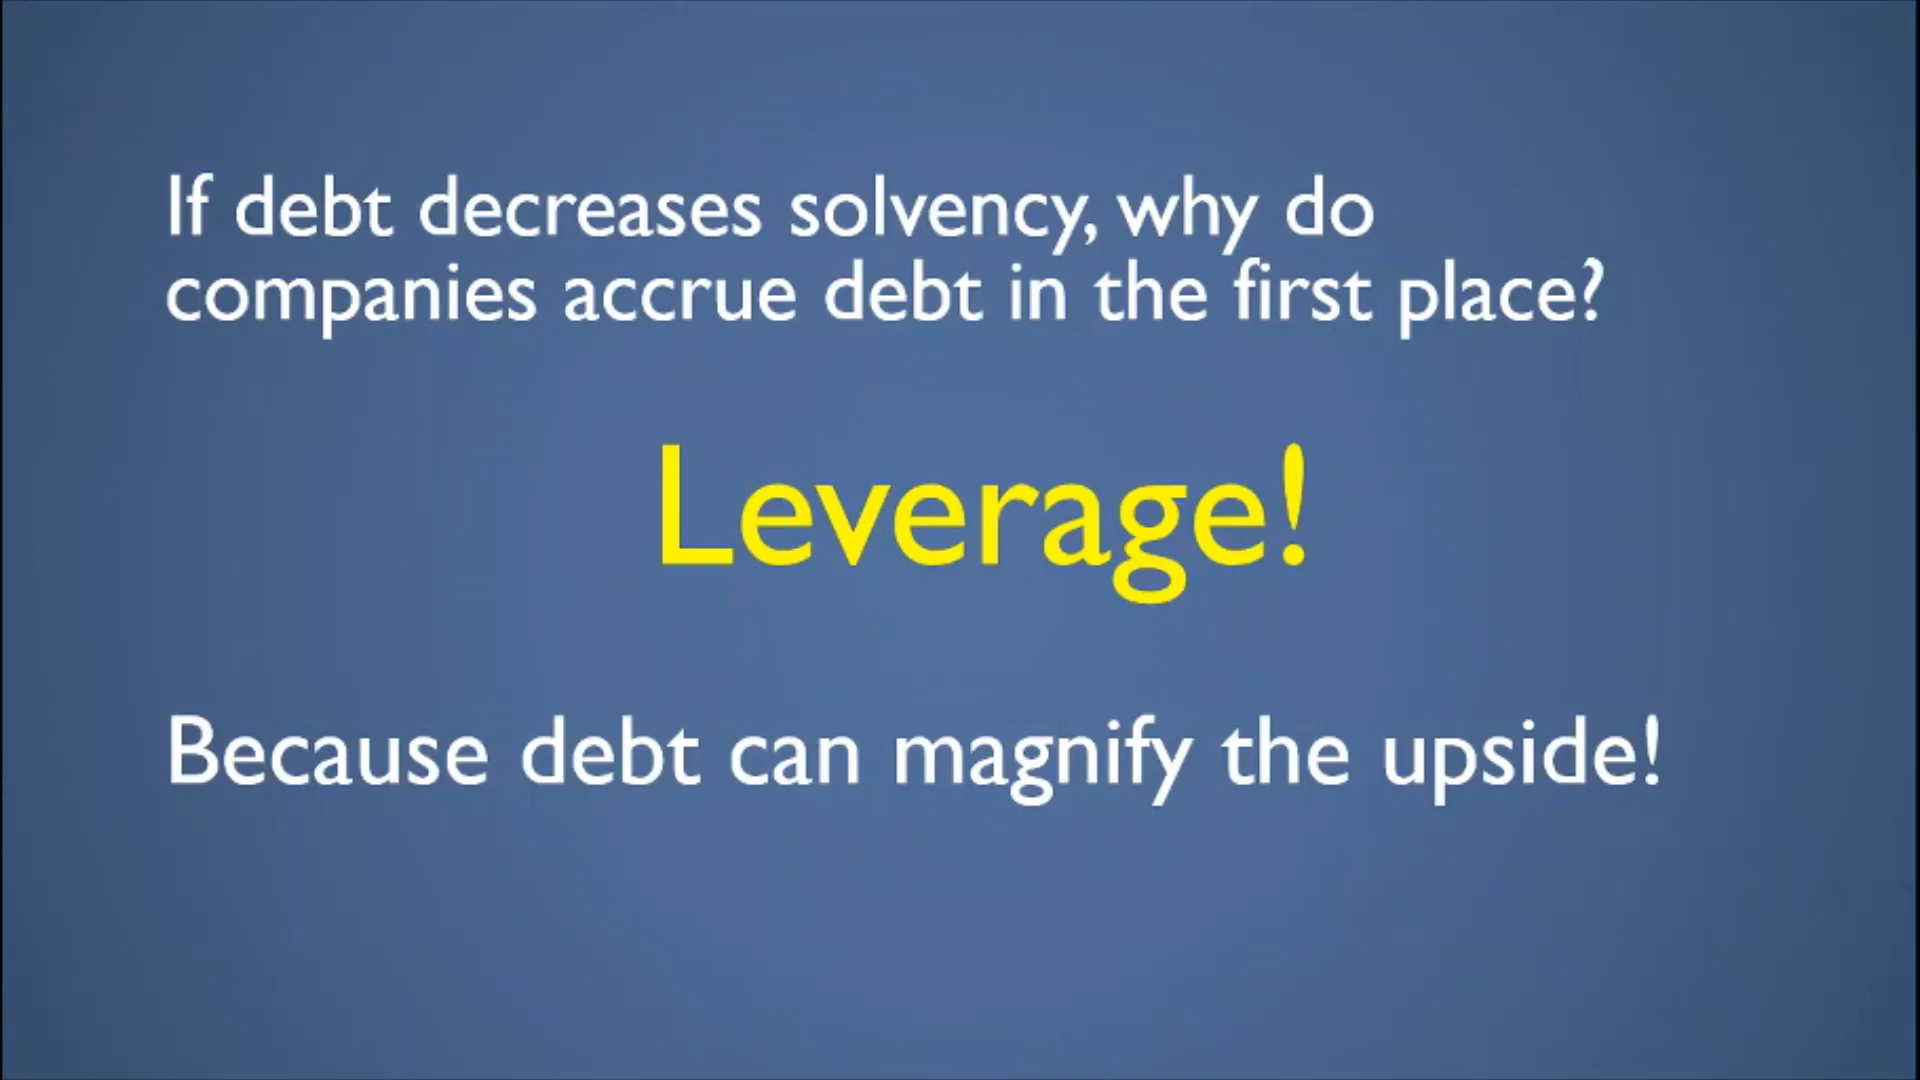 If debt decreases solvency, why do
companies accrue debt in the first place?
Leverage!
Because debt can magnify the upside!